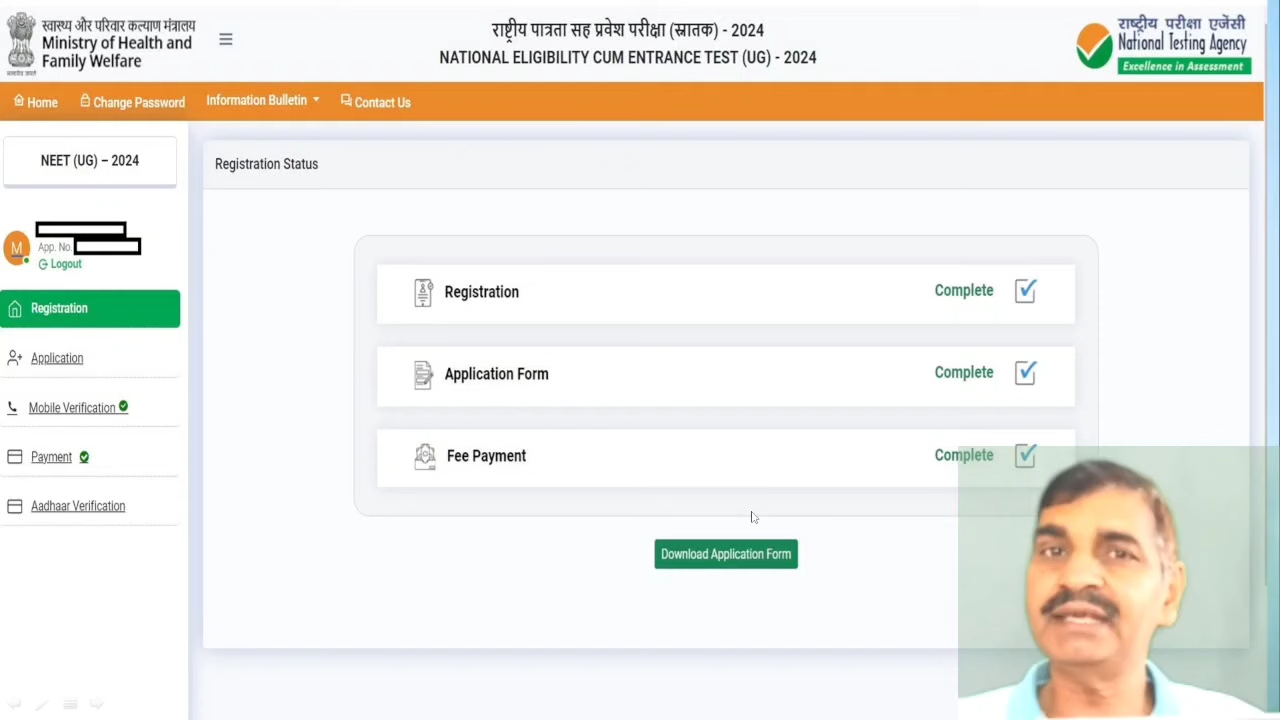 स्वास्थ्य और परिवार कल्याण मंत्रालय
Ministry of Health and
Family Welfare
सत्यमेव जयते
राष्ट्रीय पात्रता सह प्रवेश परीक्षा (स्नातक) - 2024
NATIONAL ELIGIBILITY CUM ENTRANCE TEST (UG) - 2024
राष्ट्रीय परीक्षा एजेंसी
National Testing Agency
Excellence in Assessment
Home
Change Password
Information Bulletin
Contact Us
NEET (UG) – 2024
M
App. No.
Logout
Registration
Application
Mobile Verification
Payment
Aadhaar Verification
Registration Status
Registration Complete
Application Form Complete
Fee Payment Complete
Download Application Form